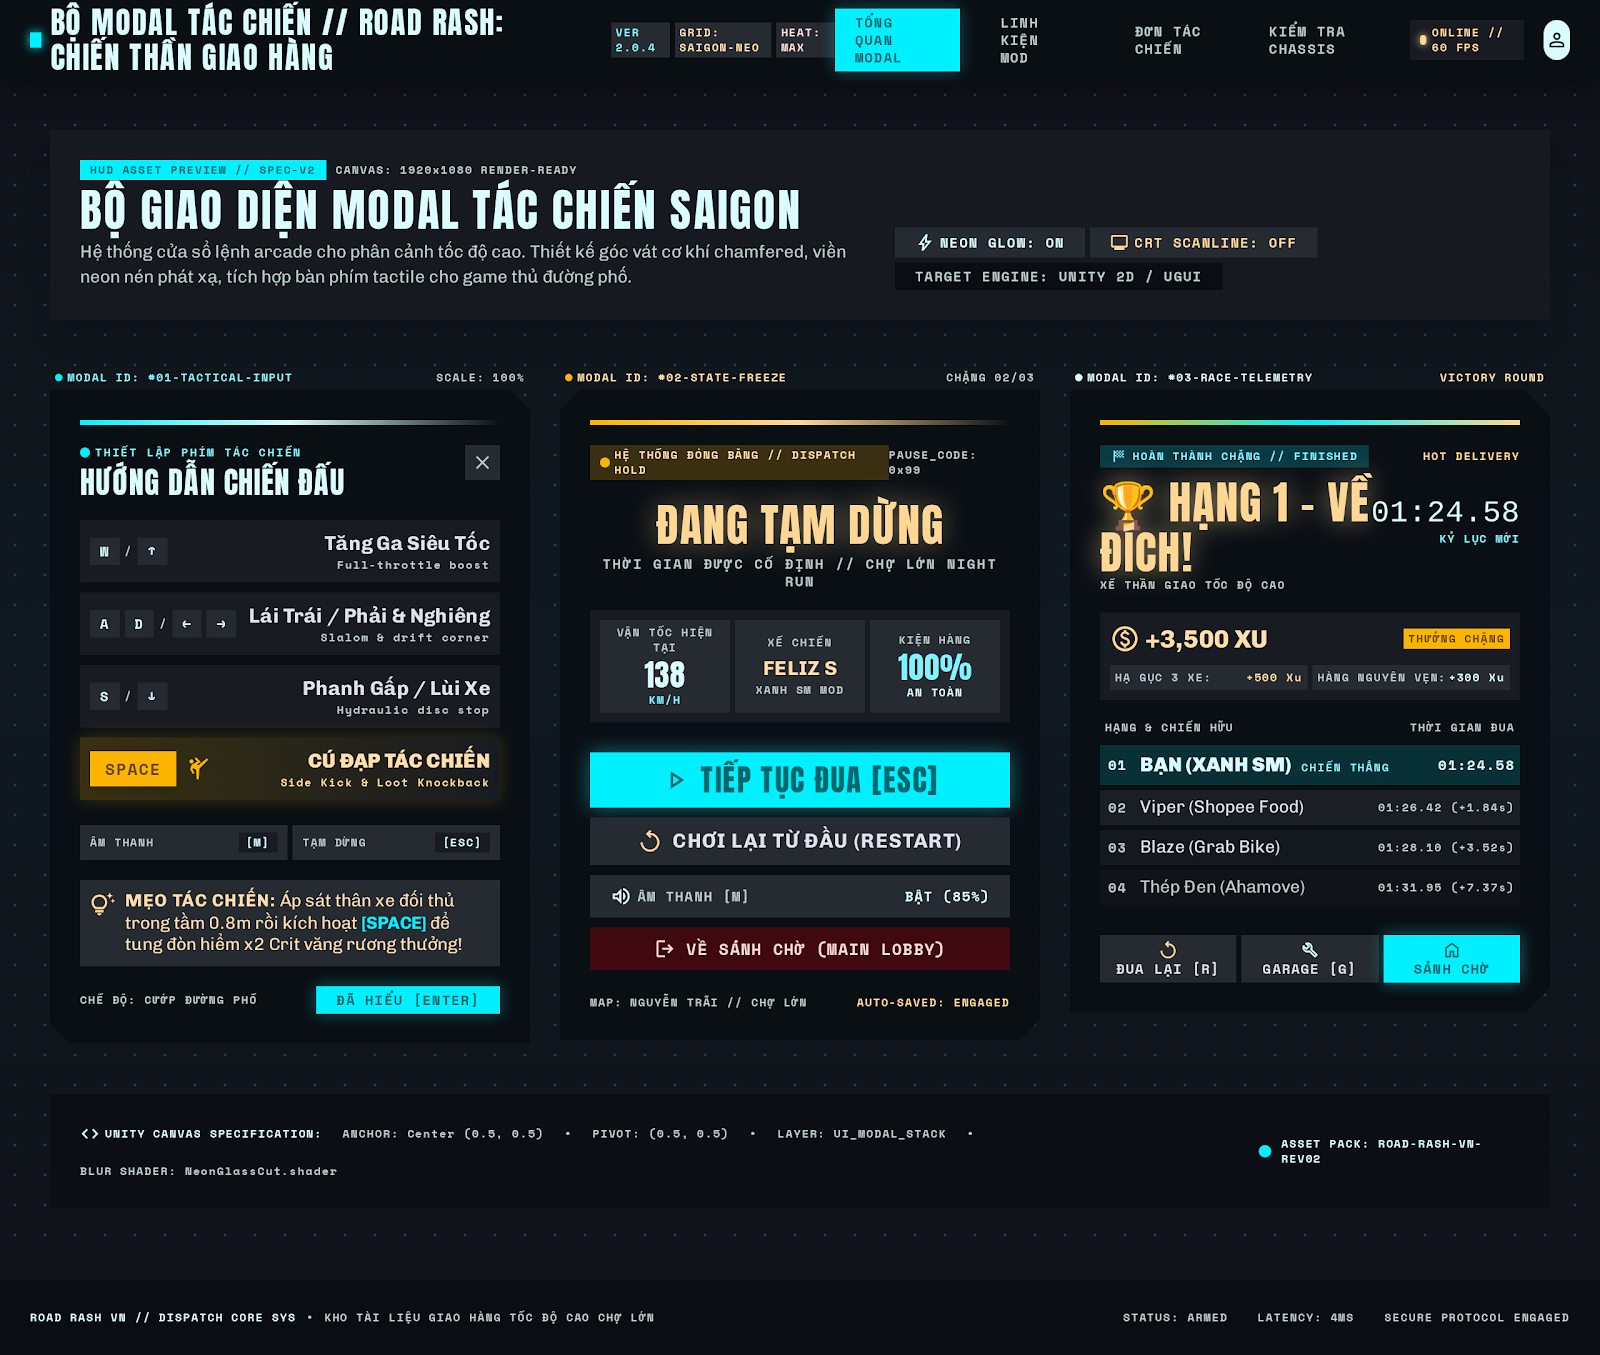 BỘ MODAL TÁC CHIẾN // ROAD RASH:
CHIẾN THẦN GIAO HÀNG
VER
2.0.4
GRID:
SAIGON-NEO
HEAT:
MAX
TỔNG
QUAN
MODAL
LINH
KIỆN
MOD
ĐƠN TÁC
CHIẾN
KIỂM TRA
CHASSIS
ONLINE //
60 FPS
HUD ASSET PREVIEW // SPEC-V2
CANVAS: 1920x1080 RENDER-READY
BỘ GIAO DIỆN MODAL TÁC CHIẾN SAIGON
Hệ thống cửa sổ lệnh arcade cho phân cảnh tốc độ cao. Thiết kế góc vát cơ khí chamfered, viền
neon nén phát xạ, tích hợp bàn phím tactile cho game thủ đường phố.
NEON GLOW: ON
CRT SCANLINE: OFF
TARGET ENGINE: UNITY 2D / UGUI
MODAL ID: #01-TACTICAL-INPUT
SCALE: 100%
THIẾT LẬP PHÍM TÁC CHIẾN
HƯỚNG DẪN CHIẾN ĐẤU
W / ↑
Tăng Ga Siêu Tốc
Full-throttle boost
A D / ← →
Lái Trái / Phải & Nghiêng
Slalom & drift corner
S / ↓
Phanh Gấp / Lùi Xe
Hydraulic disc stop
SPACE
CÚ ĐẠP TÁC CHIẾN
Side Kick & Loot Knockback
ÂM THANH
[M]
TẠM DỪNG
[ESC]
MẸO TÁC CHIẾN: Áp sát thân xe đối thủ
trong tầm 0.8m rồi kích hoạt [SPACE] để
tung đòn hiểm x2 Crit văng rương thưởng!
CHẾ ĐỘ: CƯỚP ĐƯỜNG PHỐ
ĐÃ HIỂU [ENTER]
MODAL ID: #02-STATE-FREEZE
CHẶNG 02/03
HỆ THỐNG ĐÓNG BĂNG // DISPATCH
HOLD
PAUSE_CODE:
0x99
ĐANG TẠM DỪNG
THỜI GIAN ĐƯỢC CỐ ĐỊNH // CHỢ LỚN NIGHT
RUN
VẬN TỐC HIỆN
TẠI
138
KM/H
XẾ CHIẾN
FELIZ S
XANH SM MOD
KIỆN HÀNG
100%
AN TOÀN
TIẾP TỤC ĐUA [ESC]
CHƠI LẠI TỪ ĐẦU (RESTART)
ÂM THANH [M]
BẬT (85%)
VỀ SẢNH CHỜ (MAIN LOBBY)
MAP: NGUYỄN TRÃI // CHỢ LỚN
AUTO-SAVED: ENGAGED
MODAL ID: #03-RACE-TELEMETRY
VICTORY ROUND
HOÀN THÀNH CHẶNG // FINISHED
HOT DELIVERY
🏆 HẠNG 1 - VỀ
ĐÍCH!
01:24.58
KỶ LỤC MỚI
XẾ THẦN GIAO TỐC ĐỘ CAO
+3,500 XU
THƯỞNG CHẶNG
HẠ GỤC 3 XE:
+500 Xu
HÀNG NGUYÊN VẸN:
+300 Xu
HẠNG & CHIẾN HỮU
THỜI GIAN ĐUA
01 BẠN (XANH SM) CHIẾN THẮNG 01:24.58
02 Viper (Shopee Food) 01:26.42 (+1.84s)
03 Blaze (Grab Bike) 01:28.10 (+3.52s)
04 Thép Đen (Ahamove) 01:31.95 (+7.37s)
ĐUA LẠI [R]
GARAGE [G]
SẢNH CHỜ
UNITY CANVAS SPECIFICATION: ANCHOR: Center (0.5, 0.5) • PIVOT: (0.5, 0.5) • LAYER: UI_MODAL_STACK •
BLUR SHADER: NeonGlassCut.shader
ASSET PACK: ROAD-RASH-VN-
REV02
ROAD RASH VN // DISPATCH CORE SYS • KHO TÀI LIỆU GIAO HÀNG TỐC ĐỘ CAO CHỢ LỚN
STATUS: ARMED
LATENCY: 4MS
SECURE PROTOCOL ENGAGED